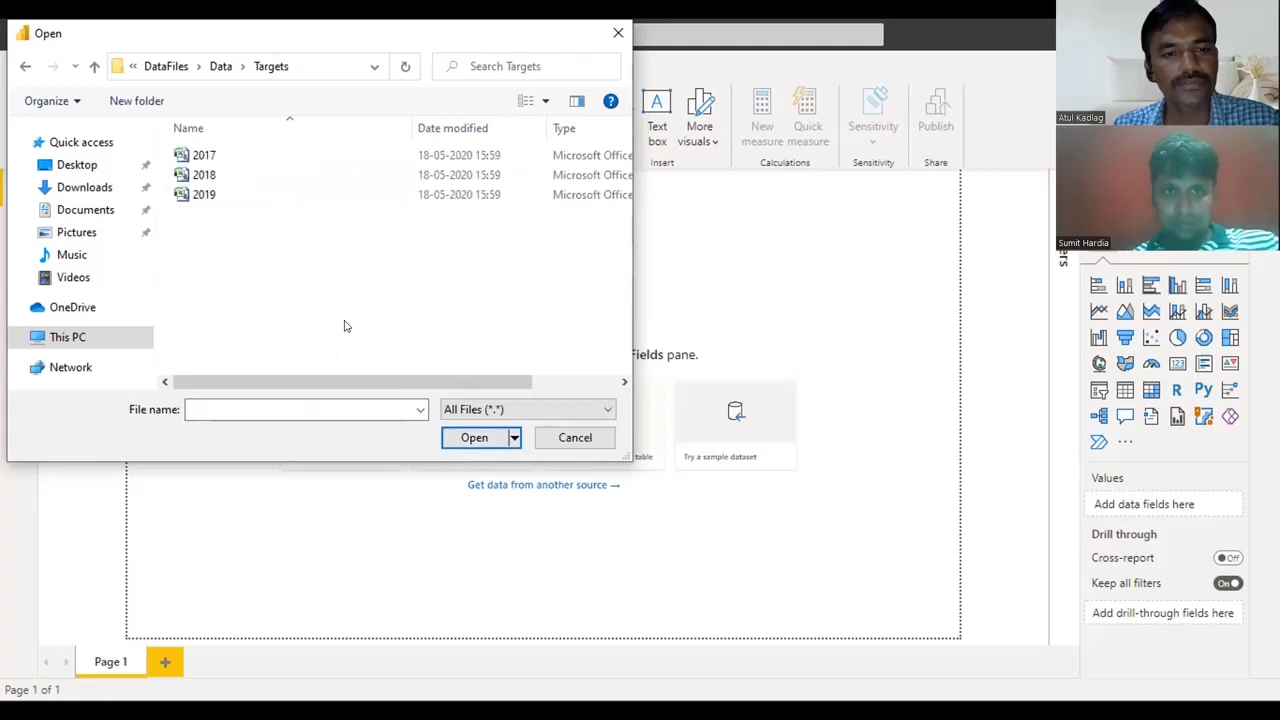 Open
DataFiles
Data
Targets
Search Targets
Organize
New folder
Name
Date modified
Type
Quick access
Desktop
Downloads
Documents
Pictures
Music
Videos
OneDrive
This PC
Network
2017 18-05-2020 15:59 Microsoft Office
2018 18-05-2020 15:59 Microsoft Office
2019 18-05-2020 15:59 Microsoft Office
File name:
All Files (*.*)
Open
Cancel
A
Text
box
More
visuals
New
measure
Quick
measure
Sensitivity
Publish
Insert
Calculations
Sensitivity
Share
Atul Kadlag
Sumit Hardia
ers
Fields pane.
table
Try a sample dataset
Get data from another source →
123
R
Py
Values
Add data fields here
Drill through
Cross-report
Off
Keep all filters
On
Add drill-through fields here
Page 1
Page 1 of 1